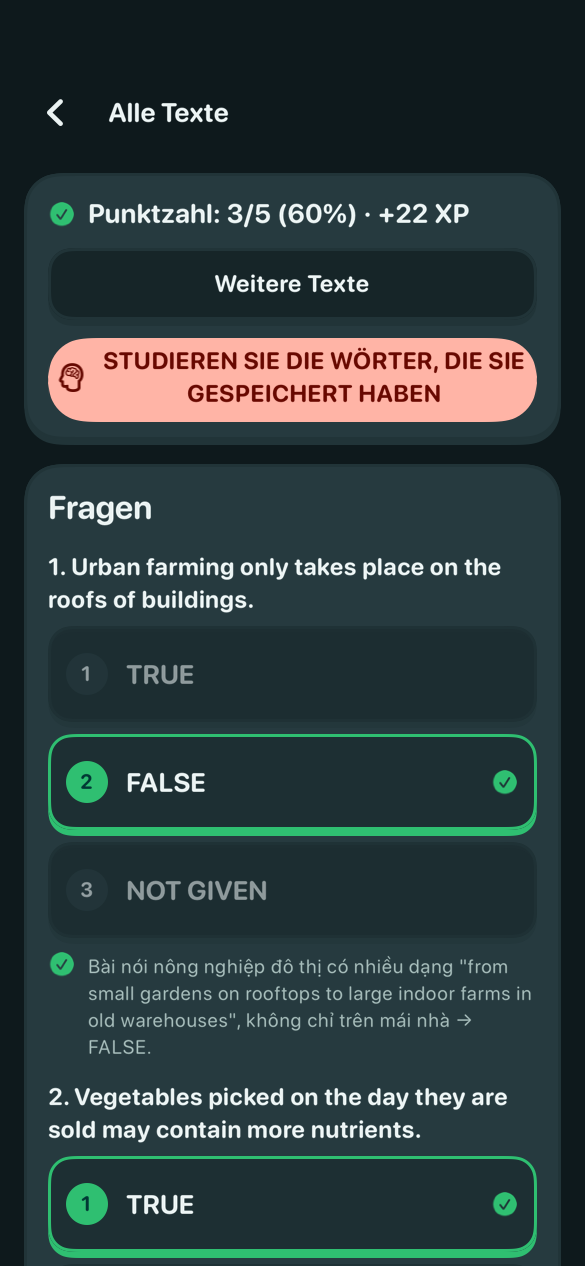 Alle Texte
Punktzahl: 3/5 (60%) · +22 XP
Weitere Texte
STUDIEREN SIE DIE WÖRTER, DIE SIE
GESPEICHERT HABEN
Fragen
1. Urban farming only takes place on the
roofs of buildings.
1 TRUE
2 FALSE
3 NOT GIVEN
Bài nói nông nghiệp đô thị có nhiều dạng "from
small gardens on rooftops to large indoor farms in
old warehouses", không chỉ trên mái nhà →
FALSE.
2. Vegetables picked on the day they are
sold may contain more nutrients.
1 TRUE